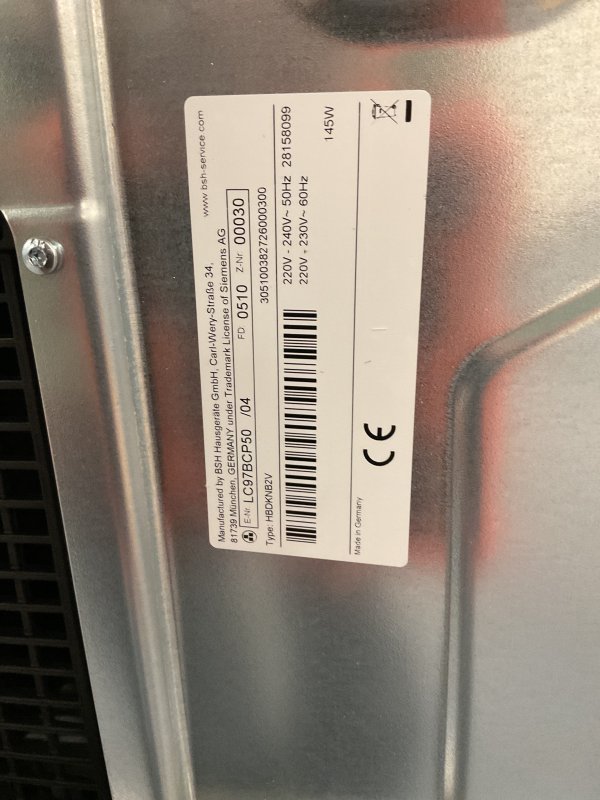 www.bsh-service.com
Manufactured by BSH Hausgeräte GmbH, Carl-Wery-Straße 34,
81739 München, GERMANY under Trademark License of Siemens AG
E-Nr. LC97BCP50 /04 FD 0510 Z-Nr. 00030
Type: HBDKNB2V 305100382726000300
220V - 240V~ 50Hz 28158099
220V - 230V~ 60Hz
145W
Made in Germany
CE